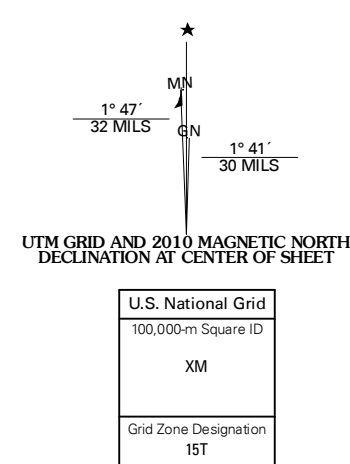 ★
MN
1° 47´
32 MILS
GN
1° 41´
30 MILS
UTM GRID AND 2010 MAGNETIC NORTH
DECLINATION AT CENTER OF SHEET
U.S. National Grid
100,000-m Square ID
XM
Grid Zone Designation
15T